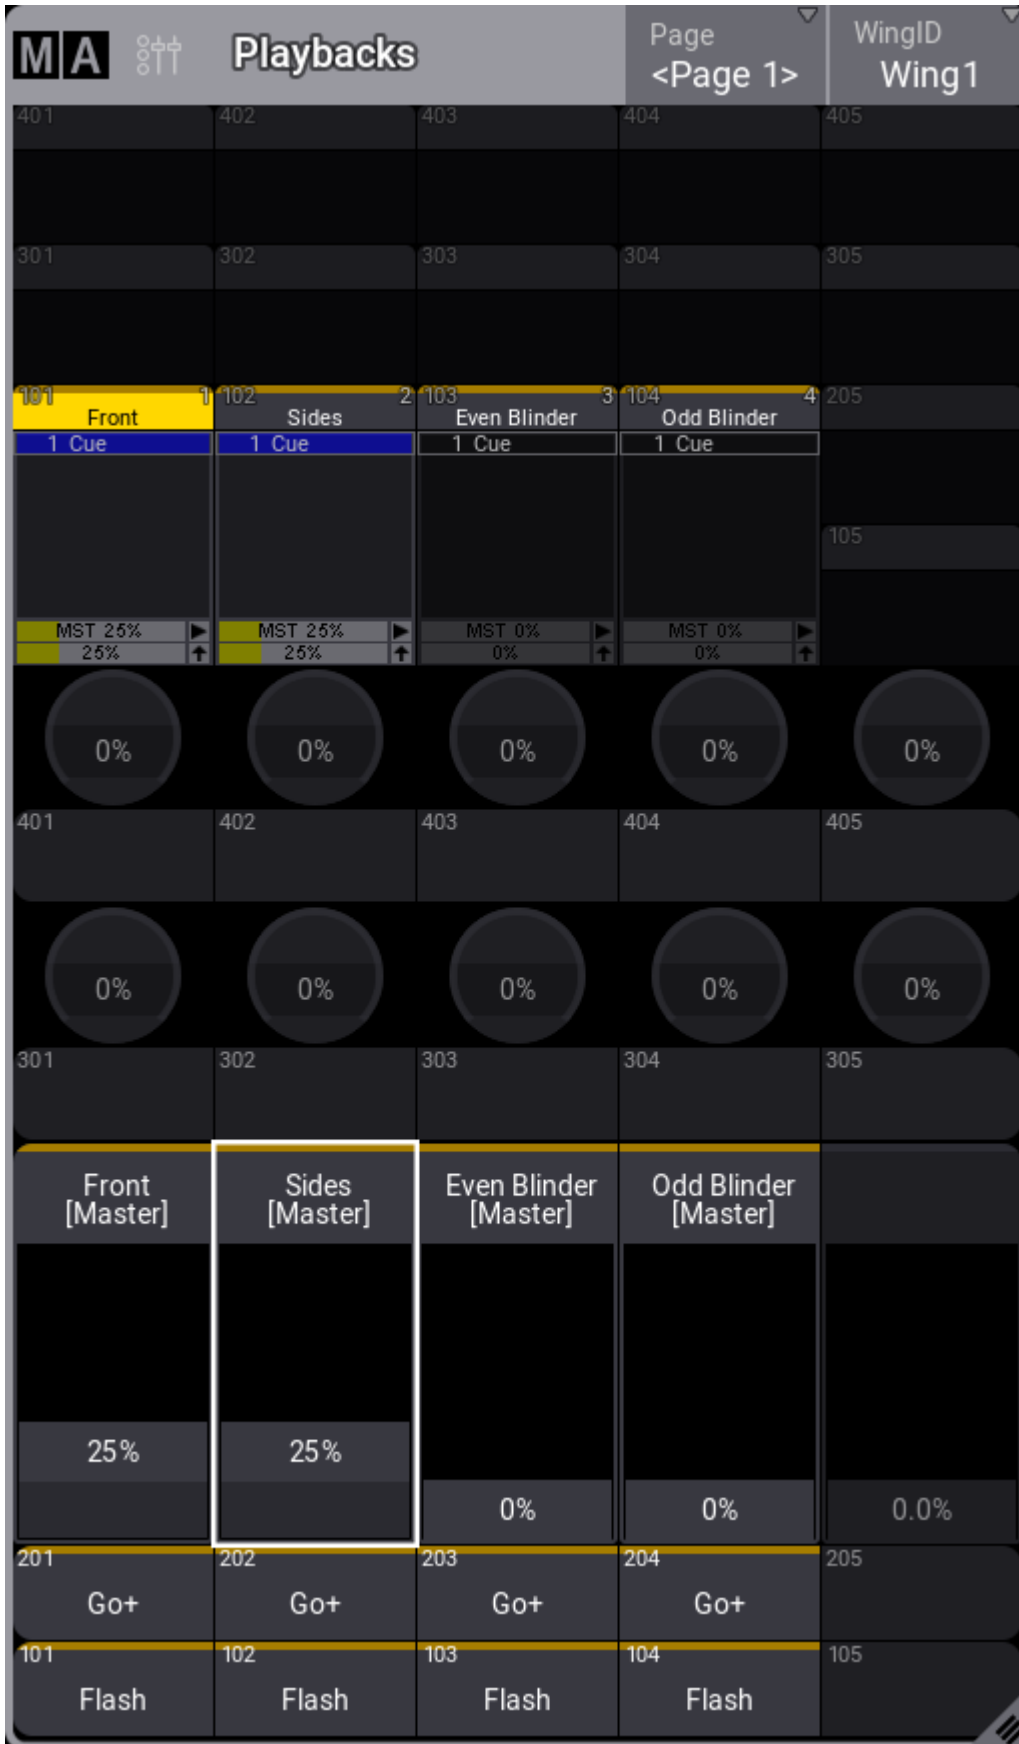 MA Playbacks Page WingID
<Page 1> Wing1
401 402 403 404 405
301 302 303 304 305
101 1 102 2 103 3 104 4 205
Front Sides Even Blinder Odd Blinder
1 Cue 1 Cue 1 Cue 1 Cue
105
MST 25% MST 25% MST 0% MST 0%
25% 25% 0% 0%
0% 0% 0% 0% 0%
401 402 403 404 405
0% 0% 0% 0% 0%
301 302 303 304 305
Front Sides Even Blinder Odd Blinder
[Master] [Master] [Master] [Master]
25% 25%
0% 0% 0.0%
201 202 203 204 205
Go+ Go+ Go+ Go+
101 102 103 104 105
Flash Flash Flash Flash